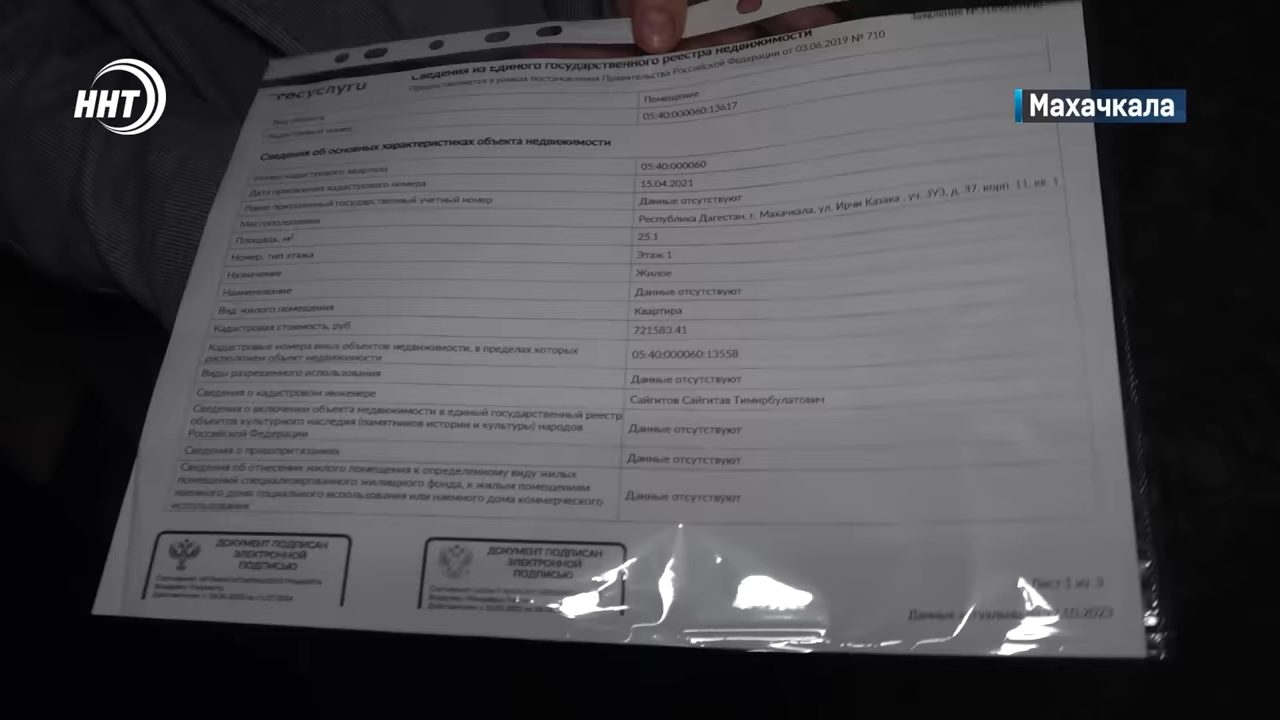 ННТ
Махачкала
госуслуги
Сведения из Единого государственного реестра недвижимости
Предоставляется в рамках постановления Правительства Российской Федерации от 03.06.2019 № 710
Вид объекта
Помещение
Кадастровый номер
05:40:000060:13617
Сведения об основных характеристиках объекта недвижимости
Номер кадастрового квартала
05:40:000060
Дата присвоения кадастрового номера
15.04.2021
Ранее присвоенный государственный учетный номер
Данные отсутствуют
Местоположение
Республика Дагестан, г. Махачкала, ул. Ирчи Казака , уч. 3УЗ, д. 37, корп. 11, кв. 1
Площадь, м²
25.1
Номер, тип этажа
Этаж 1
Назначение
Жилое
Наименование
Данные отсутствуют
Вид жилого помещения
Квартира
Кадастровая стоимость, руб
721583.41
Кадастровые номера иных объектов недвижимости, в пределах которых
расположен объект недвижимости
05:40:000060:13558
Виды разрешенного использования
Данные отсутствуют
Сведения о кадастровом инженере
Сайгитов Сайгитав Тимирбулатович
Сведения о включении объекта недвижимости в единый государственный реестр
объектов культурного наследия (памятников истории и культуры) народов
Российской Федерации
Данные отсутствуют
Сведения о правопритязаниях
Данные отсутствуют
Сведения об отнесении жилого помещения к определенному виду жилых
помещений специализированного жилищного фонда, к жилым помещениям
наемного дома социального использования или наемного дома коммерческого
использования
Данные отсутствуют
ДОКУМЕНТ ПОДПИСАН
ЭЛЕКТРОННОЙ
ПОДПИСЬЮ
ДОКУМЕНТ ПОДПИСАН
ЭЛЕКТРОННОЙ
ПОДПИСЬЮ
Лист 1 из 3
Данные 10.2023